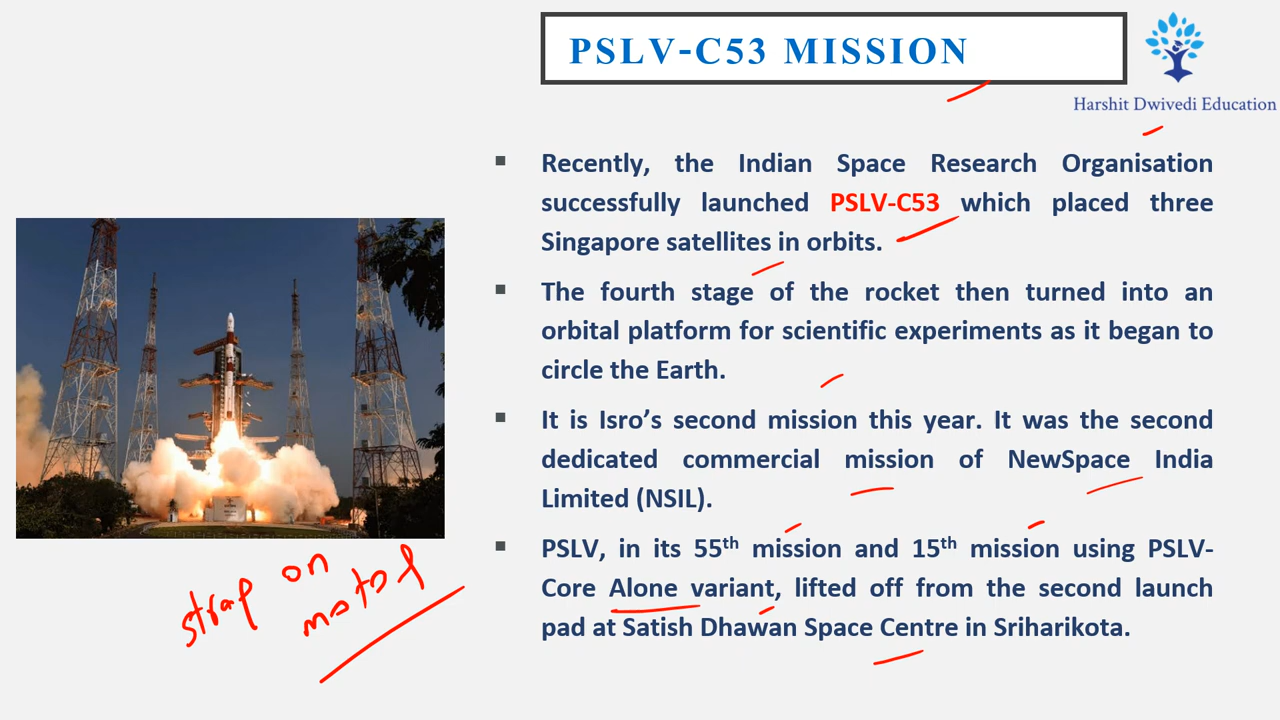 PSLV-C53 MISSION
Harshit Dwivedi Education
▪ Recently, the Indian Space Research Organisation
successfully launched PSLV-C53 which placed three
Singapore satellites in orbits.
▪ The fourth stage of the rocket then turned into an
orbital platform for scientific experiments as it began to
circle the Earth.
▪ It is Isro’s second mission this year. It was the second
dedicated commercial mission of NewSpace India
Limited (NSIL).
▪ PSLV, in its 55th mission and 15th mission using PSLV-
Core Alone variant, lifted off from the second launch
pad at Satish Dhawan Space Centre in Sriharikota.
strap on
motor